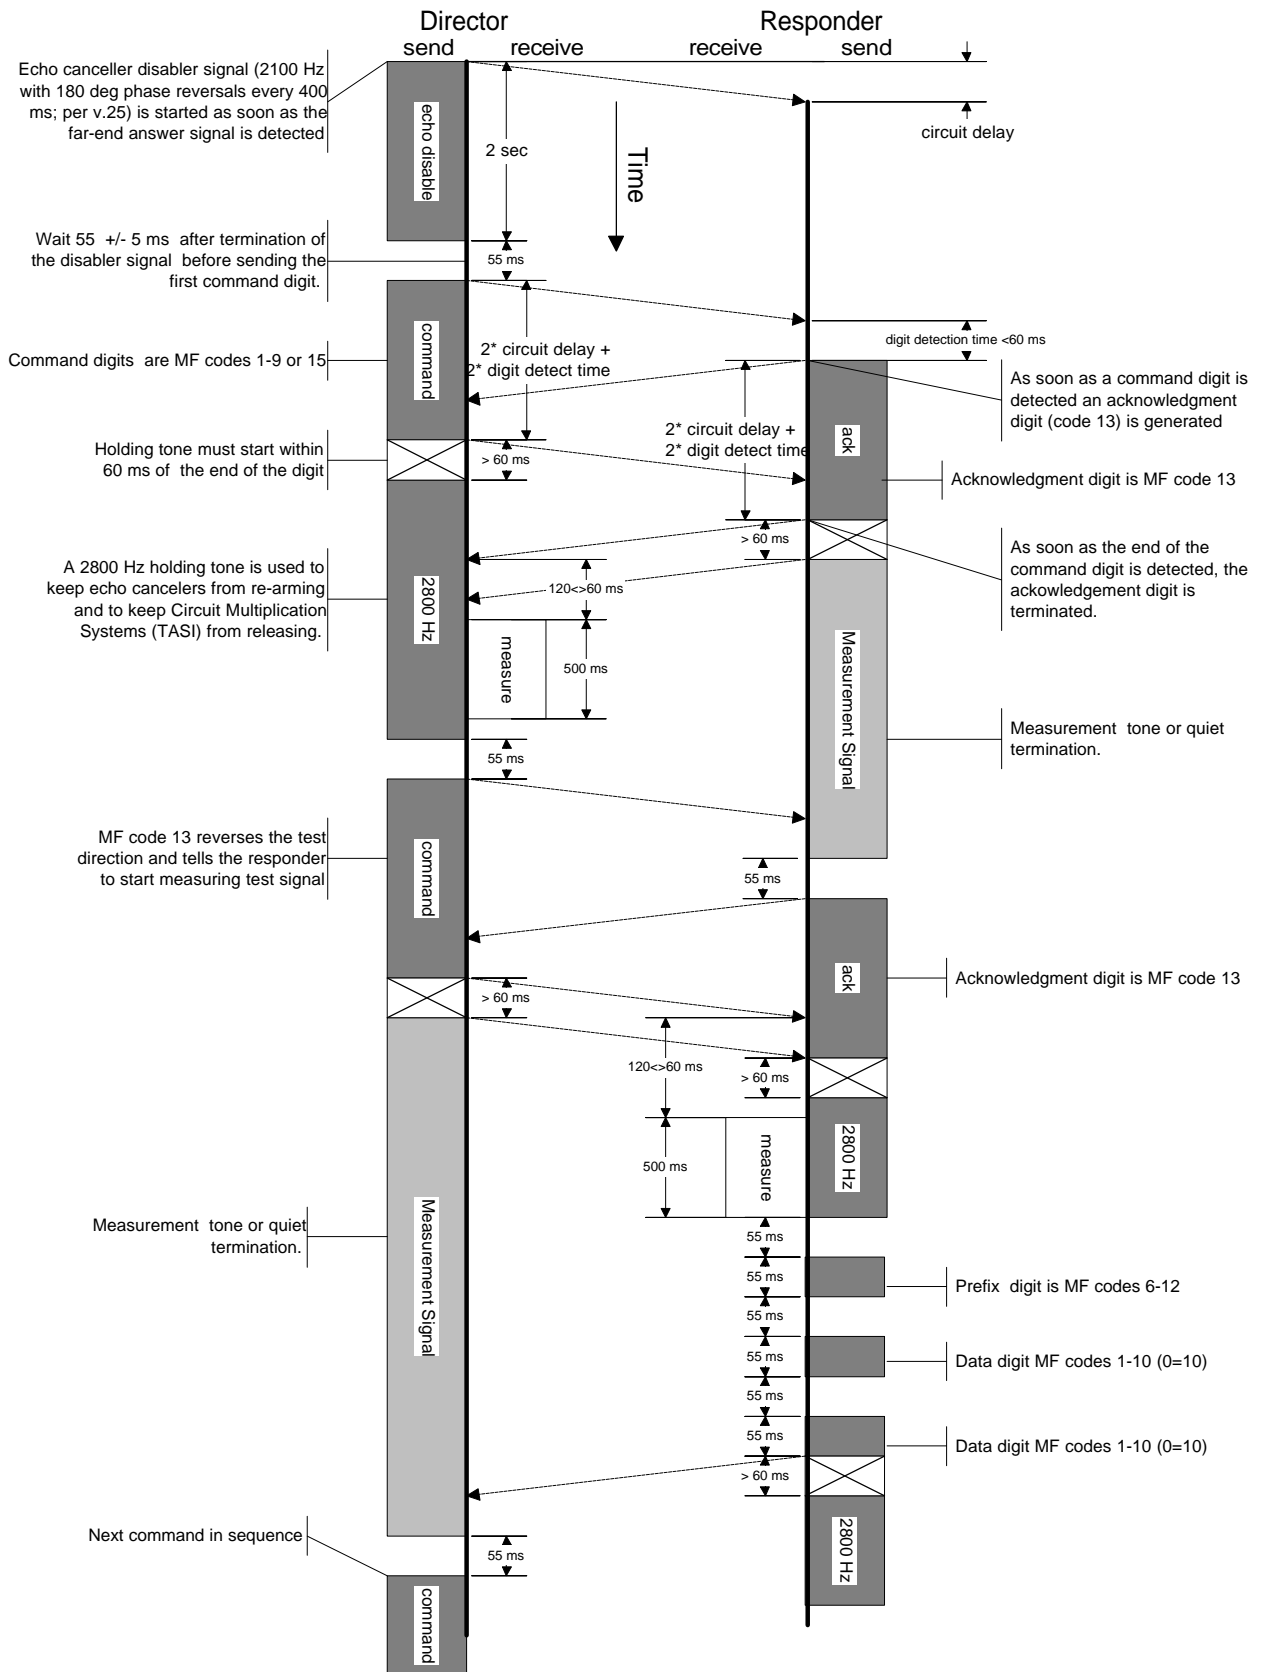 Director
Responder
send
receive
receive
send
Echo canceller disabler signal (2100 Hz
with 180 deg phase reversals every 400
ms; per v.25) is started as soon as the
far-end answer signal is detected
echo disable
2 sec
Time
circuit delay
Wait 55 +/- 5 ms after termination of
the disabler signal before sending the
first command digit.
55 ms
command
Command digits are MF codes 1-9 or 15
2* circuit delay +
2* digit detect time
digit detection time <60 ms
As soon as a command digit is
detected an acknowledgment
digit (code 13) is generated
2* circuit delay +
2* digit detect time
ack
Holding tone must start within
60 ms of the end of the digit
> 60 ms
Acknowledgment digit is MF code 13
> 60 ms
As soon as the end of the
command digit is detected, the
acknowledgement digit is
terminated.
A 2800 Hz holding tone is used to
keep echo cancelers from re-arming
and to keep Circuit Multiplication
Systems (TASI) from releasing.
2800 Hz
120<>60 ms
measure
500 ms
Measurement Signal
Measurement tone or quiet
termination.
55 ms
MF code 13 reverses the test
direction and tells the responder
to start measuring test signal
command
55 ms
ack
Acknowledgment digit is MF code 13
> 60 ms
120<>60 ms
> 60 ms
500 ms
measure
2800 Hz
Measurement tone or quiet
termination.
Measurement Signal
55 ms
55 ms
Prefix digit is MF codes 6-12
55 ms
55 ms
Data digit MF codes 1-10 (0=10)
55 ms
55 ms
Data digit MF codes 1-10 (0=10)
> 60 ms
2800 Hz
Next command in sequence
55 ms
command